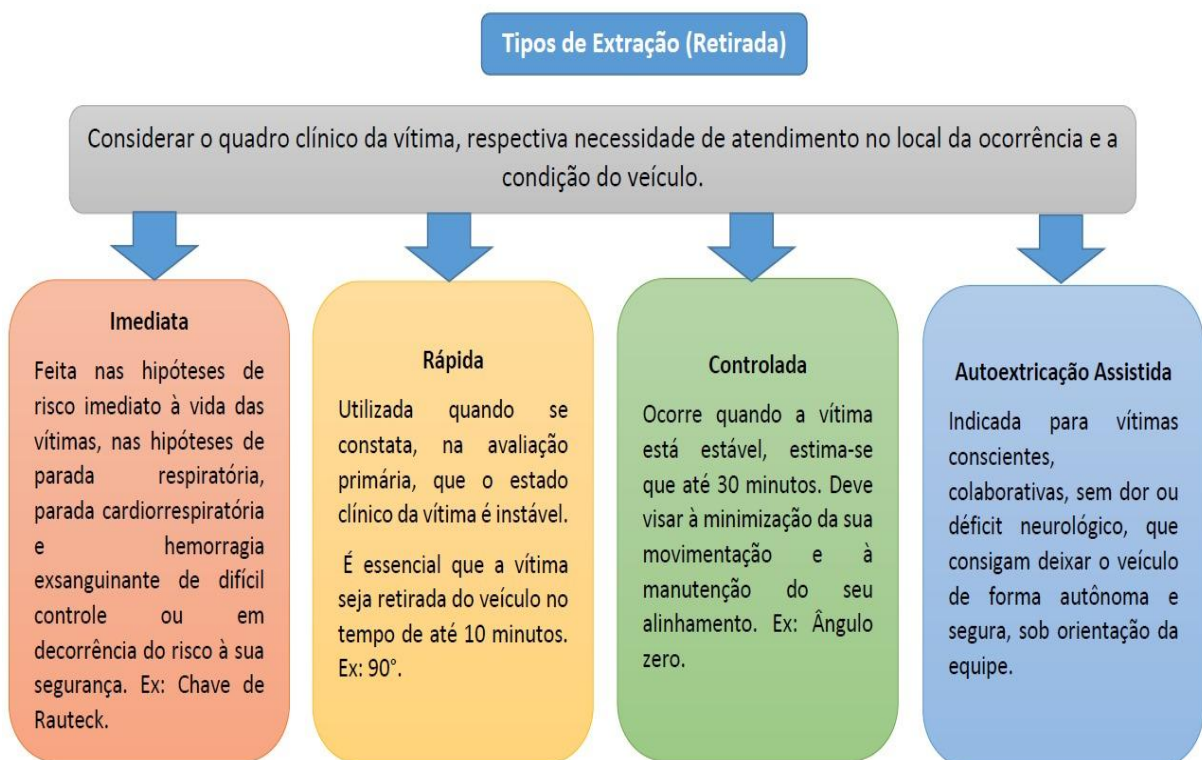 Tipos de Extração (Retirada)
Considerar o quadro clínico da vítima, respectiva necessidade de atendimento no local da ocorrência e a
condição do veículo.
Imediata
Feita nas hipóteses de
risco imediato à vida das
vítimas, nas hipóteses de
parada respiratória,
parada cardiorrespiratória
e hemorragia
exsanguinante de difícil
controle ou em
decorrência do risco à sua
segurança. Ex: Chave de
Rauteck.
Rápida
Utilizada quando se
constata, na avaliação
primária, que o estado
clínico da vítima é instável.
É essencial que a vítima
seja retirada do veículo no
tempo de até 10 minutos.
Ex: 90°.
Controlada
Ocorre quando a vítima
está estável, estima-se
que até 30 minutos. Deve
visar à minimização da sua
movimentação e à
manutenção do seu
alinhamento. Ex: Ângulo
zero.
Autoextricação Assistida
Indicada para vítimas
conscientes,
colaborativas, sem dor ou
déficit neurológico, que
consigam deixar o veículo
de forma autônoma e
segura, sob orientação da
equipe.